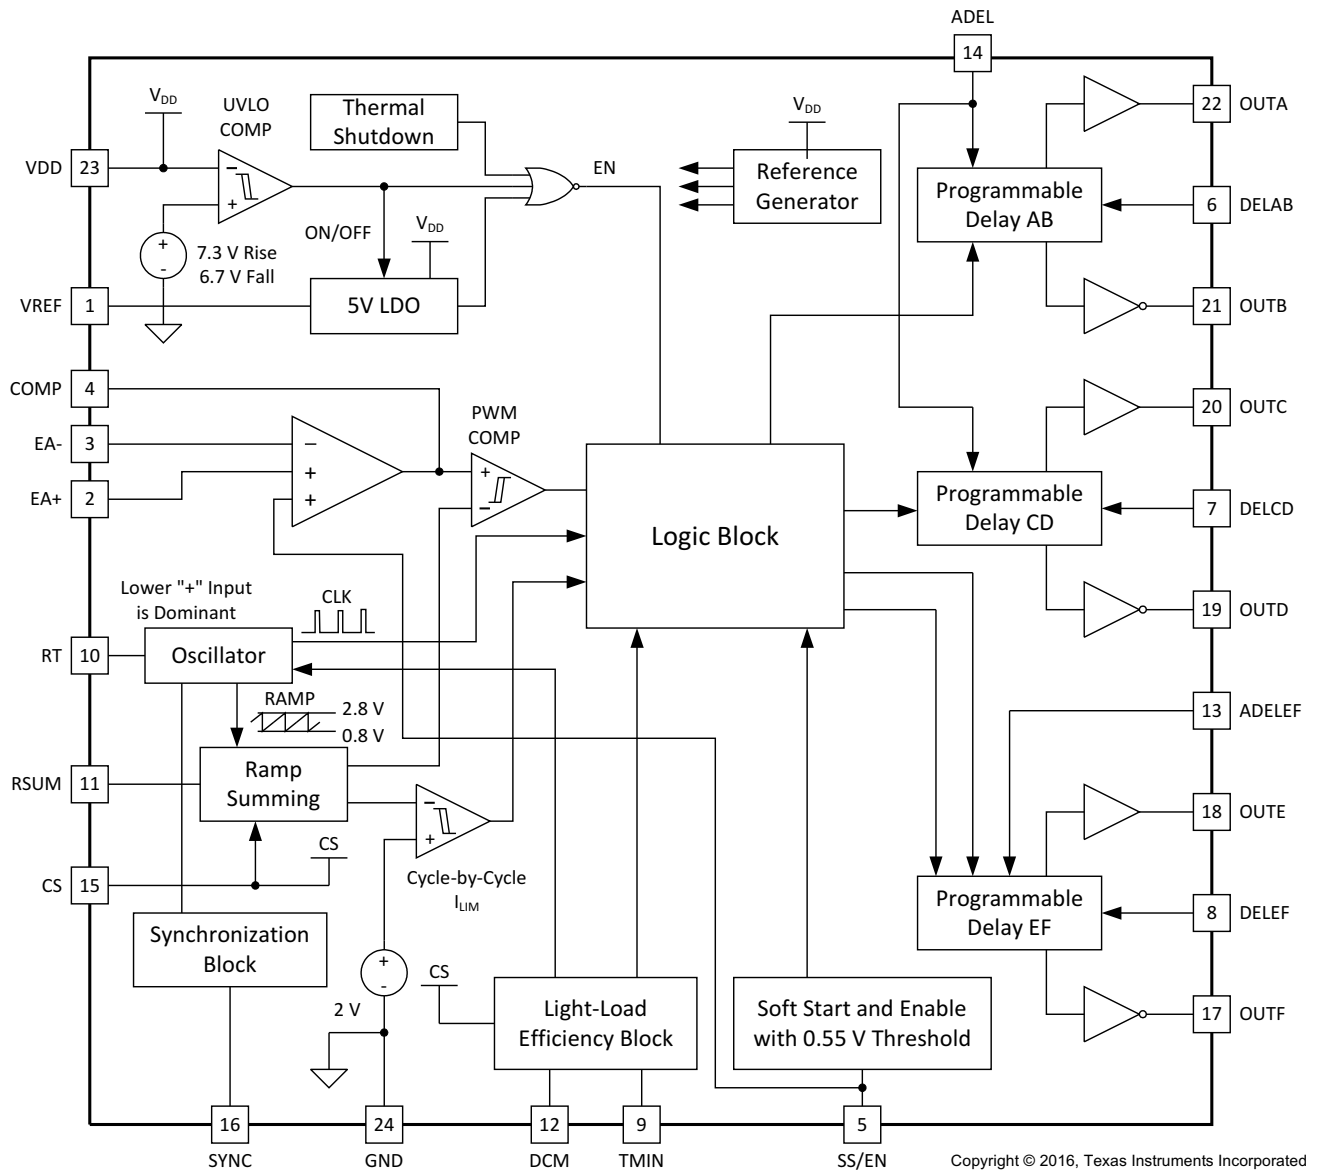 ADEL
14
VDD
UVLO
COMP
Thermal
Shutdown
VDD
22
OUTA
VDD
23
−
+
EN
Reference
Generator
Programmable
Delay AB
6
DELAB
+
-
7.3 V Rise
6.7 V Fall
ON/OFF
VDD
VREF
1
5V LDO
21
OUTB
COMP
4
20
OUTC
PWM
COMP
EA-
3
−
EA+
2
+
+
+
−
Logic Block
Programmable
Delay CD
7
DELCD
Lower "+" Input
is Dominant
CLK
19
OUTD
RT
10
Oscillator
RAMP
2.8 V
0.8 V
13
ADELEF
RSUM
11
Ramp
Summing
−
+
18
OUTE
CS
CS
15
Cycle-by-Cycle
ILIM
Programmable
Delay EF
8
DELEF
Synchronization
Block
+
-
2 V
CS
Light-Load
Efficiency Block
Soft Start and Enable
with 0.55 V Threshold
17
OUTF
16
24
12
9
5
SYNC
GND
DCM
TMIN
SS/EN
Copyright © 2016, Texas Instruments Incorporated